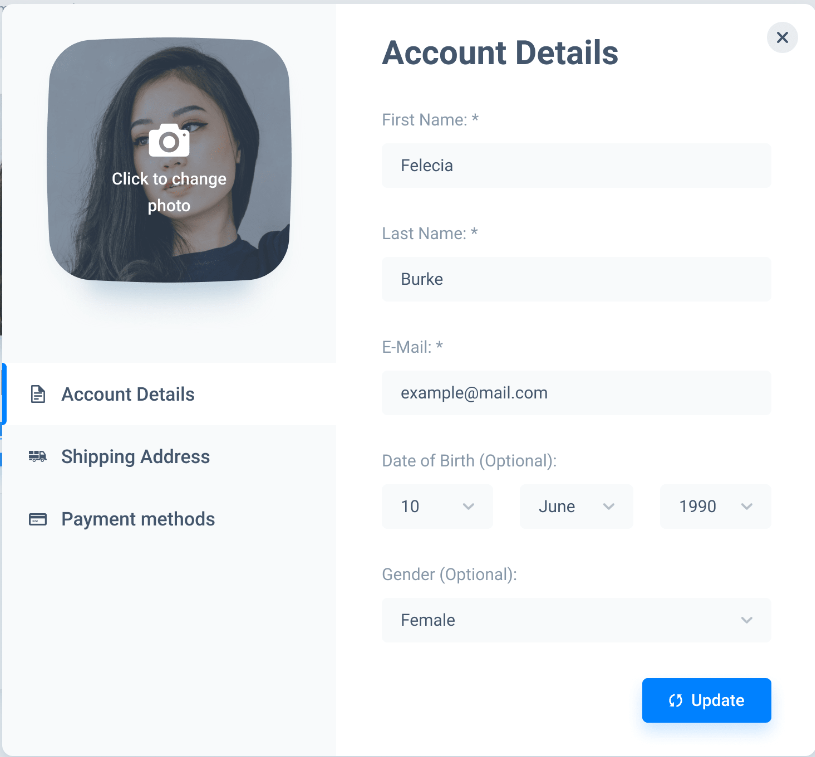 Click to change
photo
Account Details
Shipping Address
Payment methods
Account Details
First Name: *
Felecia
Last Name: *
Burke
E-Mail: *
example@mail.com
Date of Birth (Optional):
10 June 1990
Gender (Optional):
Female
Update